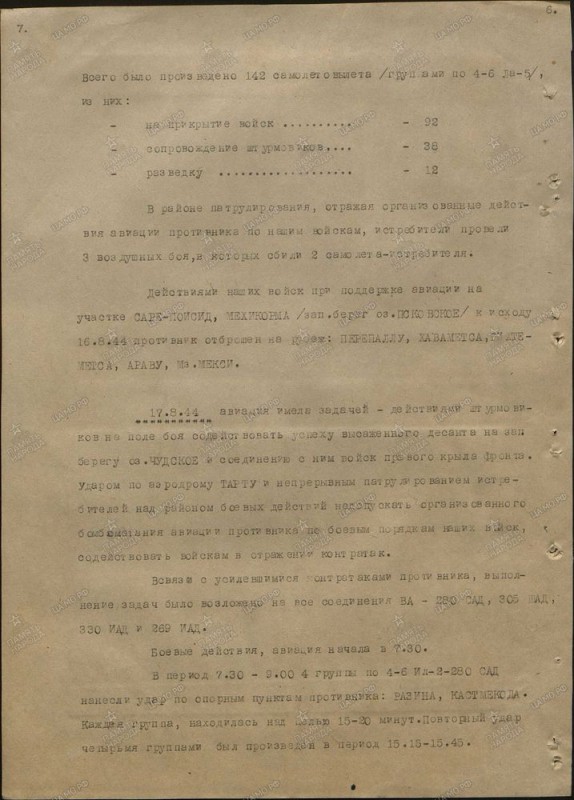 7.
6.
Всего было произведено 142 самолетовылета /группами по 4-6 Ла-5/,
из них:
- на прикрытие войск .......... - 92
- сопровождение штурмовиков.... - 38
- разведку ................... - 12
В районе патрулирования, отражая организованные дейст-
вия авиации противника по нашим войскам, истребители провели
3 воздушных боя,в которых сбили 2 самолета-истребителя.
Действиями наших войск при поддержке авиации на
участке МЕХИКОРМА /зап.берег оз.ПСКОВСКОЕ/ к исходу
16.8.44 противник отброшен на рубеж: ПЕРЕПАЛЛУ, ХАВАМЕТСА,
МЕТСА, АРАВУ, Мз.МЕКСИ.
17.8.44 авиация имела задачей - действиями штурмови-
ков на поле боя содействовать успеху высаженного десанта на зап.
берегу оз.ЧУДСКОЕ и соединению с ним войск правого крыла фронта.
Ударом по аэродрому ТАРТУ и непрерывным патрулированием истре-
бителей над районом боевых действий недопускать организованного
бомбометания авиации противника по боевым порядкам наших войск,
содействовать войскам в отражении контратак.
Всвязи с усилившимися контратаками противника, выпол-
нение задач было возложено на все соединения ВА - 280 САД, 305 ШАД,
330 ИАД и 269 ИАД.
Боевые действия, авиация начала в 7.30.
В период 7.30 - 9.00 4 группы по 4-6 Ил-2-280 САД
нанесли удар по опорным пунктам противника: РАЗИНА, КАСТМЕКОДА.
Каждая группа, находилась над целью 15-20 минут.Повторный удар
четырьмя группами был произведен в период 15.15-15.45.